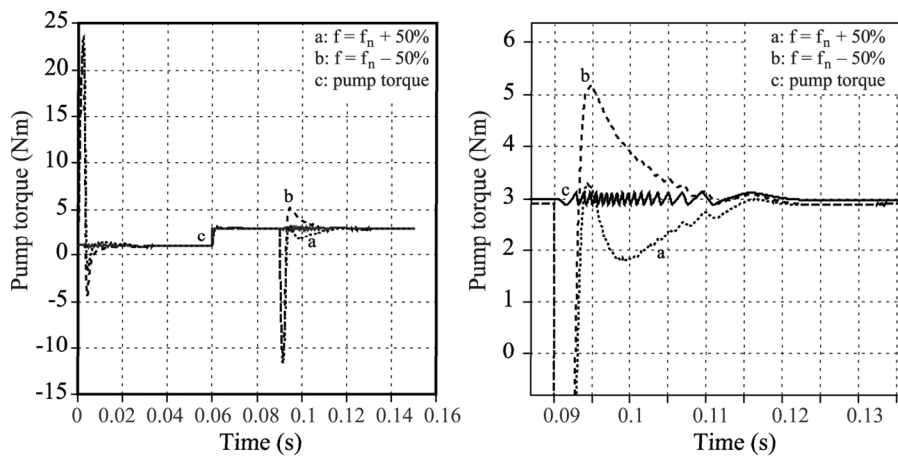 25
20
15
10
5
0
-5
-10
-15
Pump torque (Nm)
a: f = fn + 50%
b: f = fn – 50%
c: pump torque
b
c
a
0 0.02 0.04 0.06 0.08 0.10 0.12 0.14 0.16
Time (s)
6
5
4
3
2
1
0
Pump torque (Nm)
a: f = fn + 50%
b: f = fn – 50%
c: pump torque
b
c
a
0.09 0.1 0.11 0.12 0.13
Time (s)